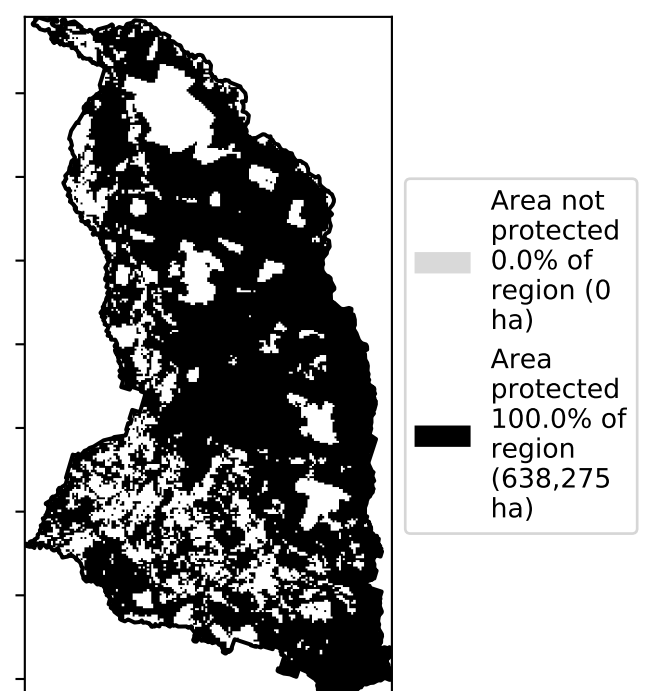 Area not
protected
0.0% of
region (0
ha)
Area
protected
100.0% of
region
(638,275
ha)